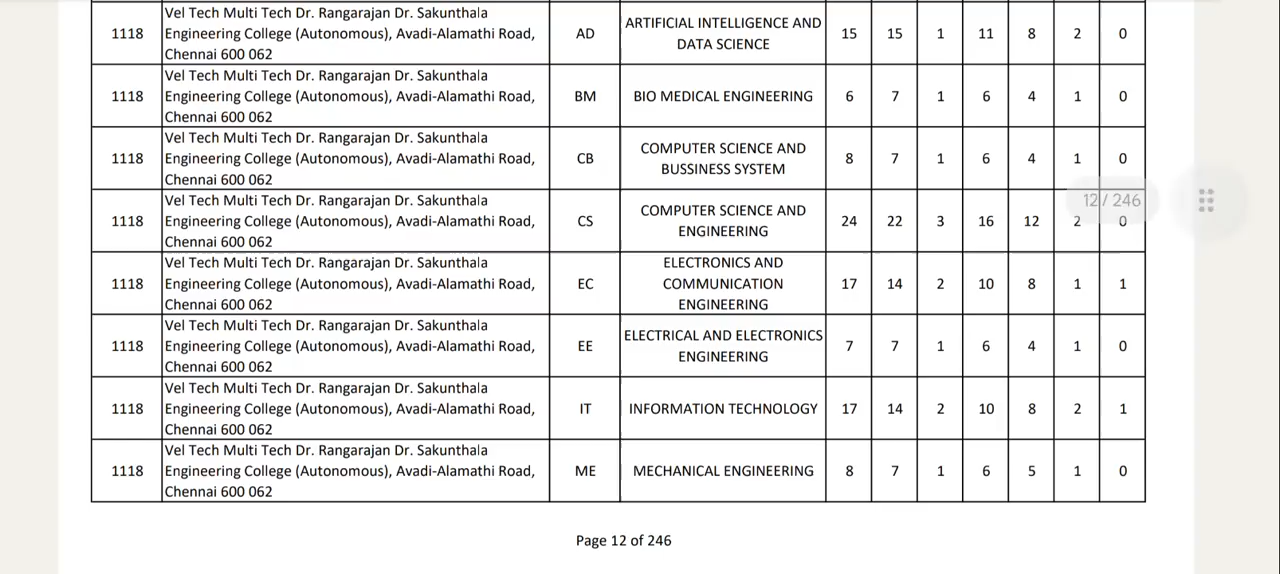 Vel Tech Multi Tech Dr. Rangarajan Dr. Sakunthala
1118 Engineering College (Autonomous), Avadi-Alamathi Road, AD ARTIFICIAL INTELLIGENCE AND 15 15 1 11 8 2 0
Chennai 600 062 DATA SCIENCE
Vel Tech Multi Tech Dr. Rangarajan Dr. Sakunthala
1118 Engineering College (Autonomous), Avadi-Alamathi Road, BM BIO MEDICAL ENGINEERING 6 7 1 6 4 1 0
Chennai 600 062
Vel Tech Multi Tech Dr. Rangarajan Dr. Sakunthala
1118 Engineering College (Autonomous), Avadi-Alamathi Road, CB COMPUTER SCIENCE AND 8 7 1 6 4 1 0
Chennai 600 062 BUSSINESS SYSTEM
Vel Tech Multi Tech Dr. Rangarajan Dr. Sakunthala
12 / 246
1118 Engineering College (Autonomous), Avadi-Alamathi Road, CS COMPUTER SCIENCE AND 24 22 3 16 12 2 0
Chennai 600 062 ENGINEERING
Vel Tech Multi Tech Dr. Rangarajan Dr. Sakunthala ELECTRONICS AND
1118 Engineering College (Autonomous), Avadi-Alamathi Road, EC COMMUNICATION 17 14 2 10 8 1 1
Chennai 600 062 ENGINEERING
Vel Tech Multi Tech Dr. Rangarajan Dr. Sakunthala
1118 Engineering College (Autonomous), Avadi-Alamathi Road, EE ELECTRICAL AND ELECTRONICS 7 7 1 6 4 1 0
Chennai 600 062 ENGINEERING
Vel Tech Multi Tech Dr. Rangarajan Dr. Sakunthala
1118 Engineering College (Autonomous), Avadi-Alamathi Road, IT INFORMATION TECHNOLOGY 17 14 2 10 8 2 1
Chennai 600 062
Vel Tech Multi Tech Dr. Rangarajan Dr. Sakunthala
1118 Engineering College (Autonomous), Avadi-Alamathi Road, ME MECHANICAL ENGINEERING 8 7 1 6 5 1 0
Chennai 600 062
Page 12 of 246